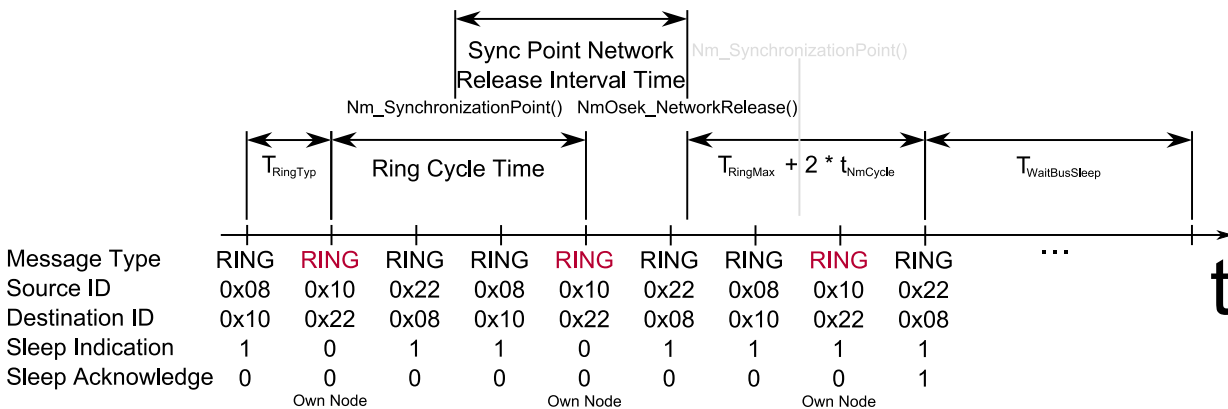 Sync Point Network
Release Interval Time
Nm_SynchronizationPoint()
Nm_SynchronizationPoint() NmOsek_NetworkRelease()
TRingTyp Ring Cycle Time TRingMax + 2 * tNmCycle TWaitBusSleep
...
t
Message Type RING RING RING RING RING RING RING RING RING
Source ID 0x08 0x10 0x22 0x08 0x10 0x22 0x08 0x10 0x22
Destination ID 0x10 0x22 0x08 0x10 0x22 0x08 0x10 0x22 0x08
Sleep Indication 1 0 1 1 0 1 1 1 1
Sleep Acknowledge 0 0 0 0 0 0 0 0 1
Own Node Own Node Own Node